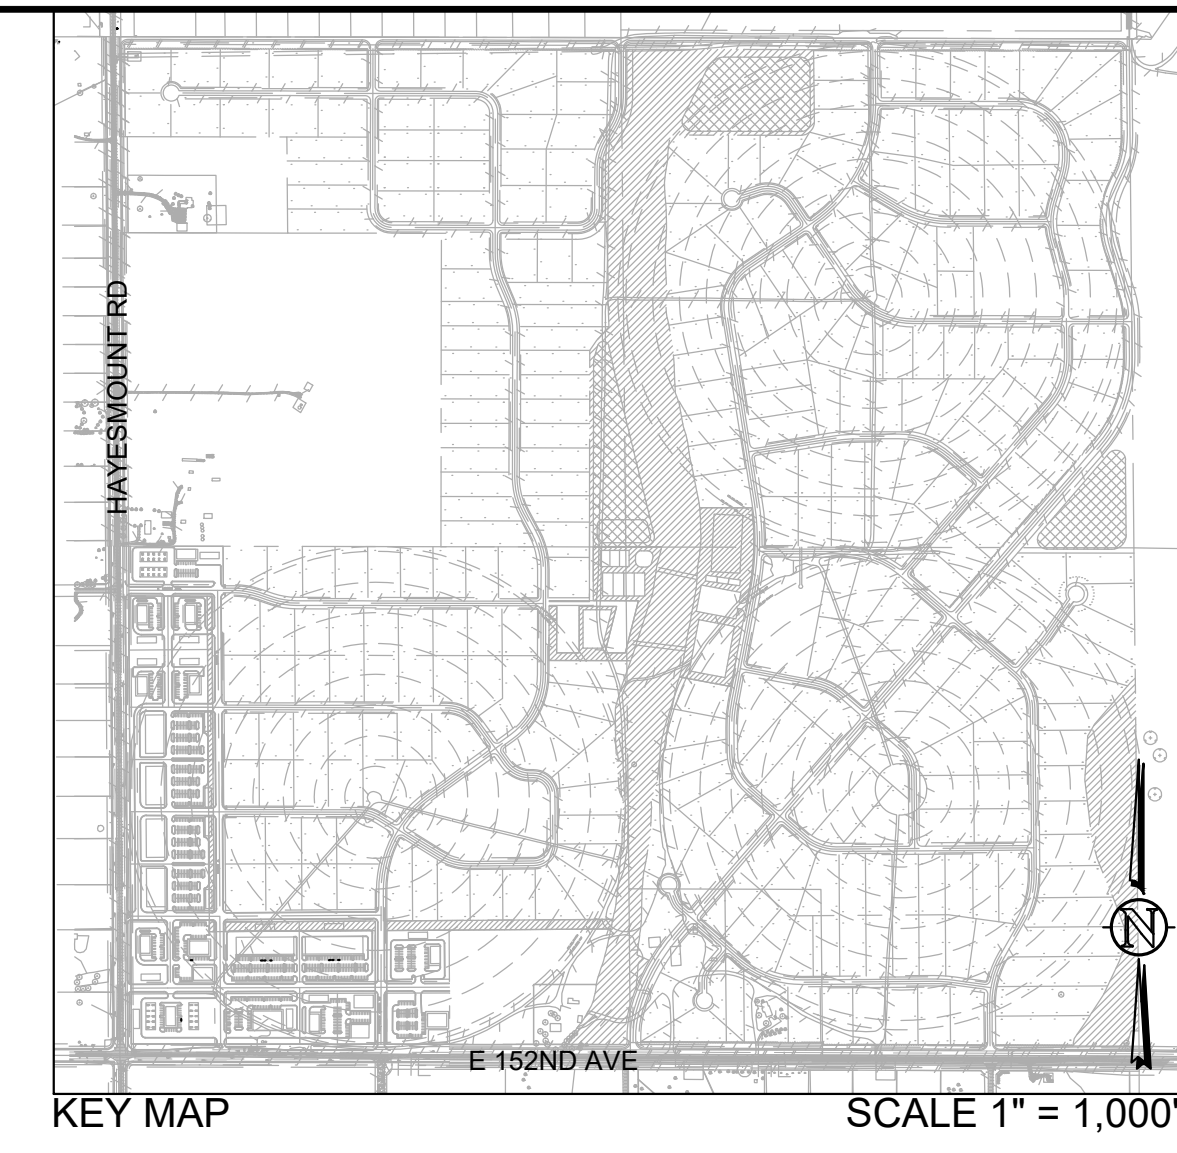 HAYESMOUNT RD
N
E 152ND AVE
KEY MAP
SCALE 1" = 1,000'